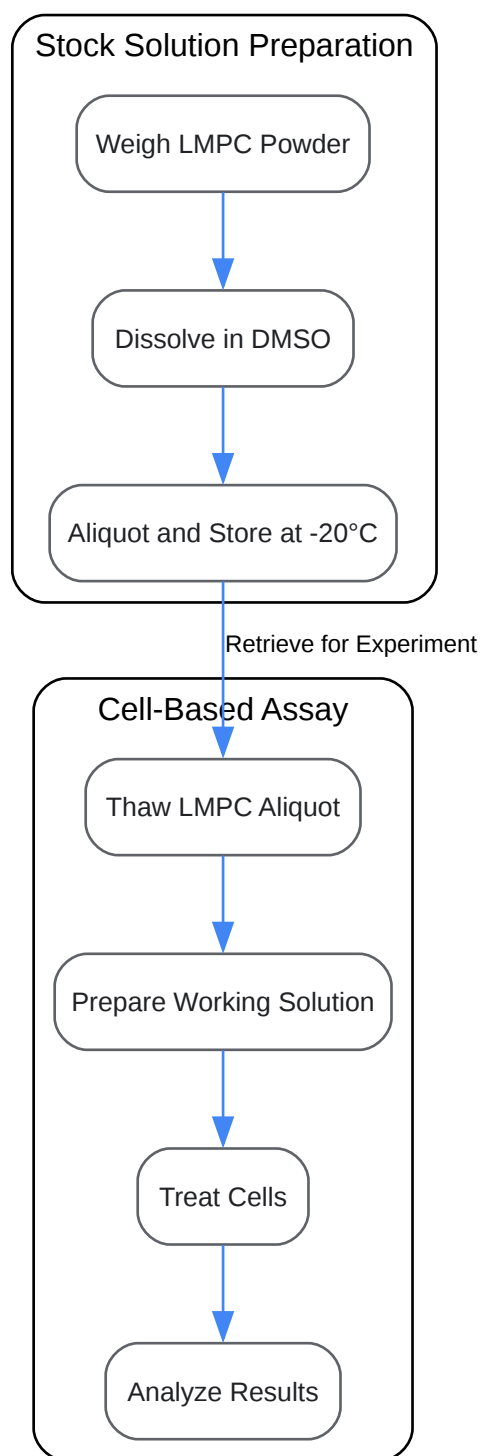 Stock Solution Preparation
Weigh LMPC Powder
Dissolve in DMSO
Aliquot and Store at -20°C
Retrieve for Experiment
Cell-Based Assay
Thaw LMPC Aliquot
Prepare Working Solution
Treat Cells
Analyze Results